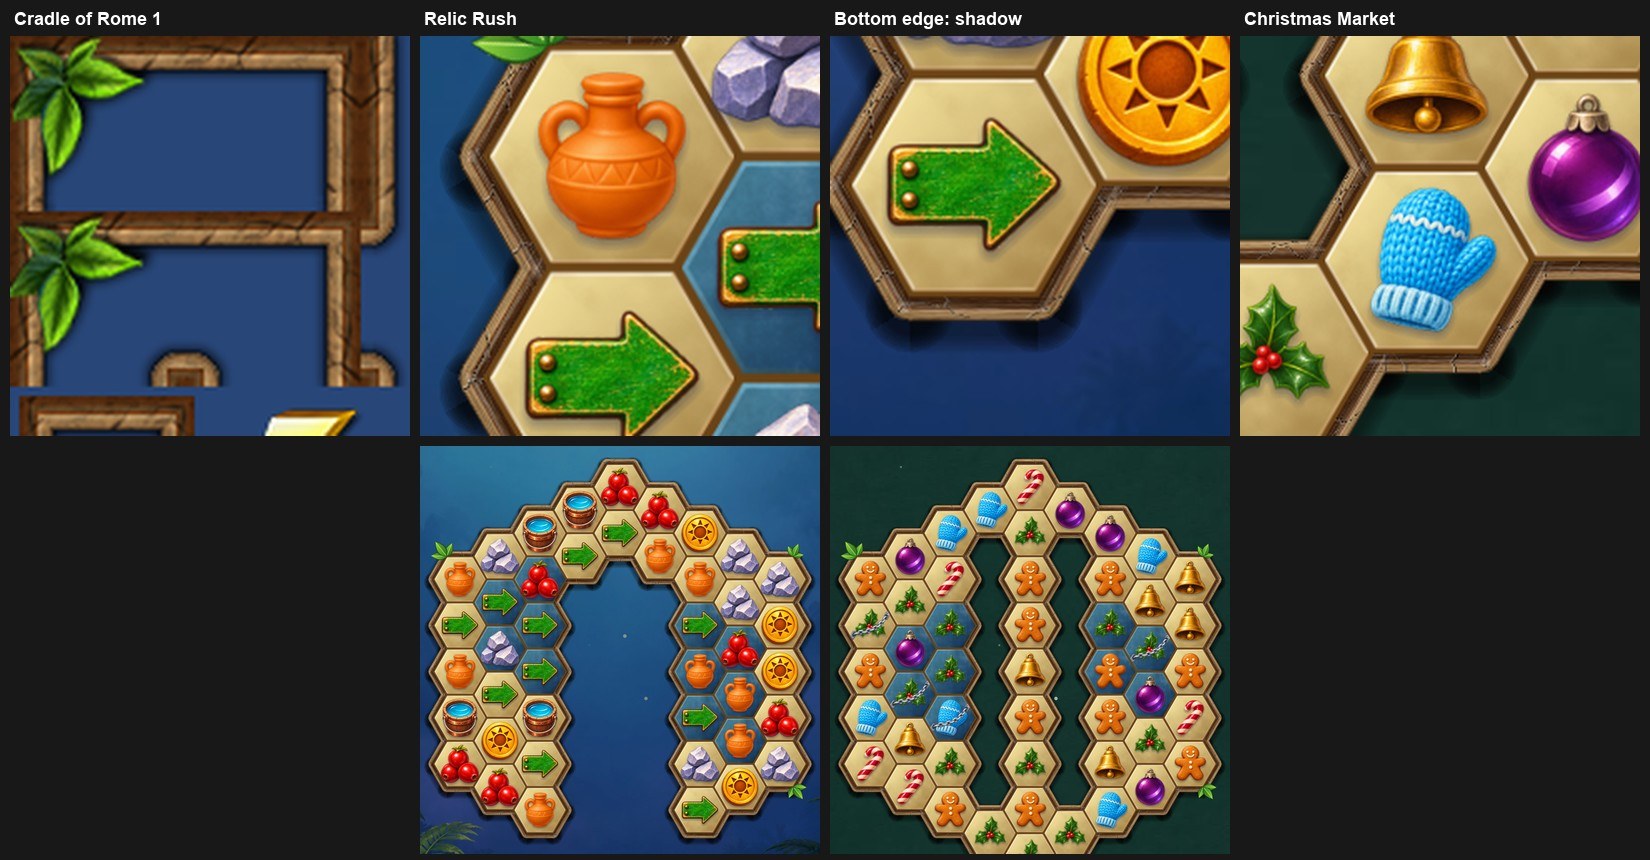 Cradle of Rome 1
Relic Rush
Bottom edge: shadow
Christmas Market